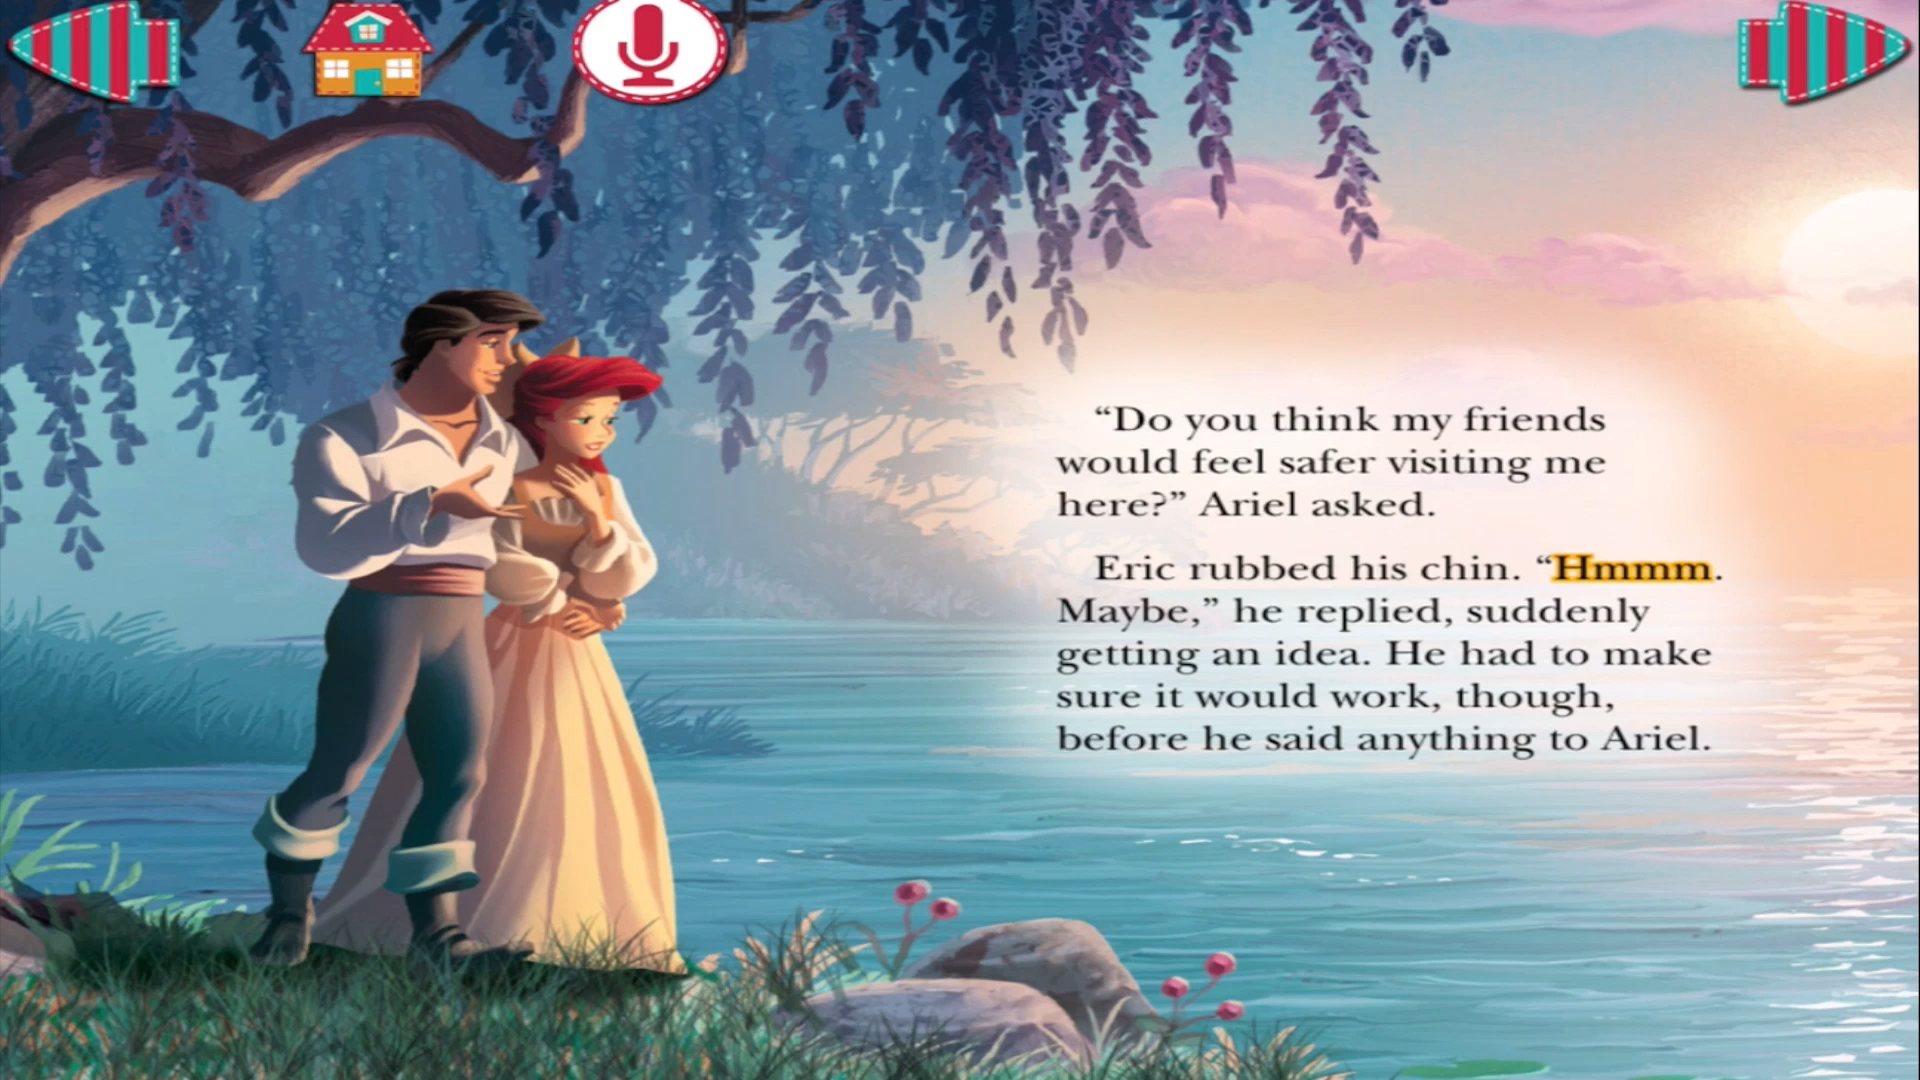 “Do you think my friends
would feel safer visiting me
here?” Ariel asked.
Eric rubbed his chin. “Hmmm.
Maybe,” he replied, suddenly
getting an idea. He had to make
sure it would work, though,
before he said anything to Ariel.